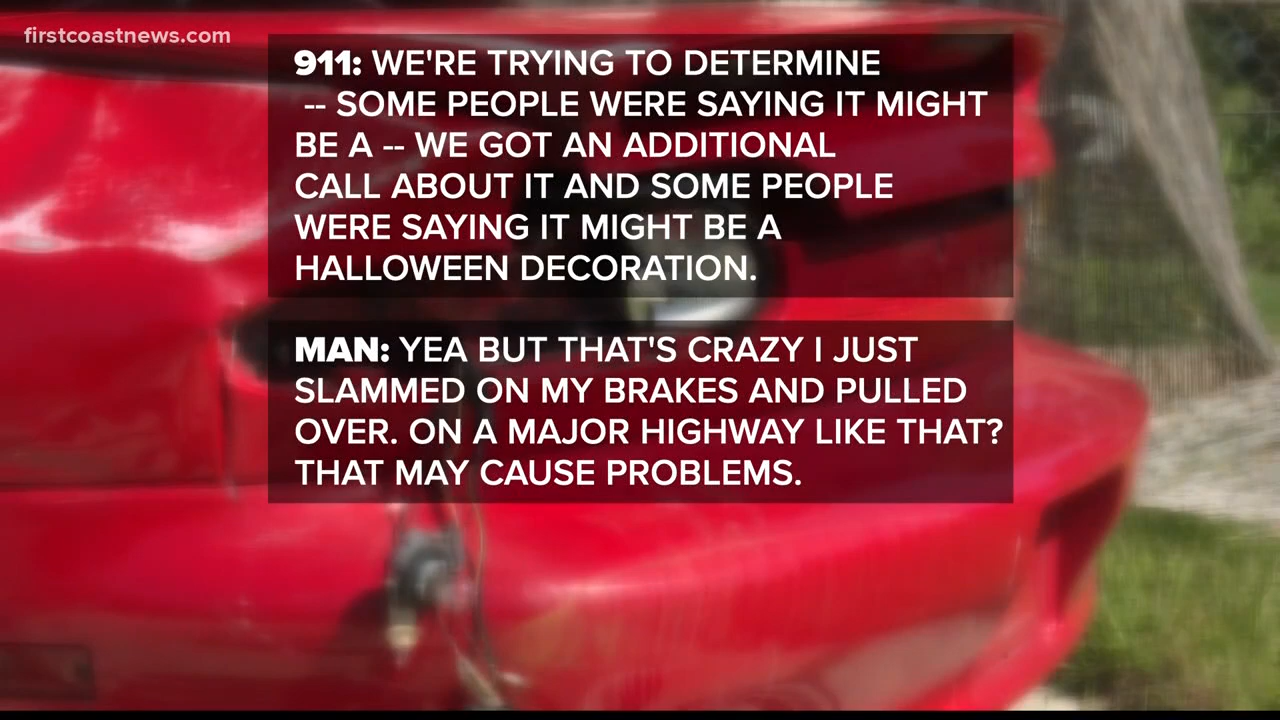 firstcoastnews.com
911: WE'RE TRYING TO DETERMINE
-- SOME PEOPLE WERE SAYING IT MIGHT
BE A -- WE GOT AN ADDITIONAL
CALL ABOUT IT AND SOME PEOPLE
WERE SAYING IT MIGHT BE A
HALLOWEEN DECORATION.
MAN: YEA BUT THAT'S CRAZY I JUST
SLAMMED ON MY BRAKES AND PULLED
OVER. ON A MAJOR HIGHWAY LIKE THAT?
THAT MAY CAUSE PROBLEMS.